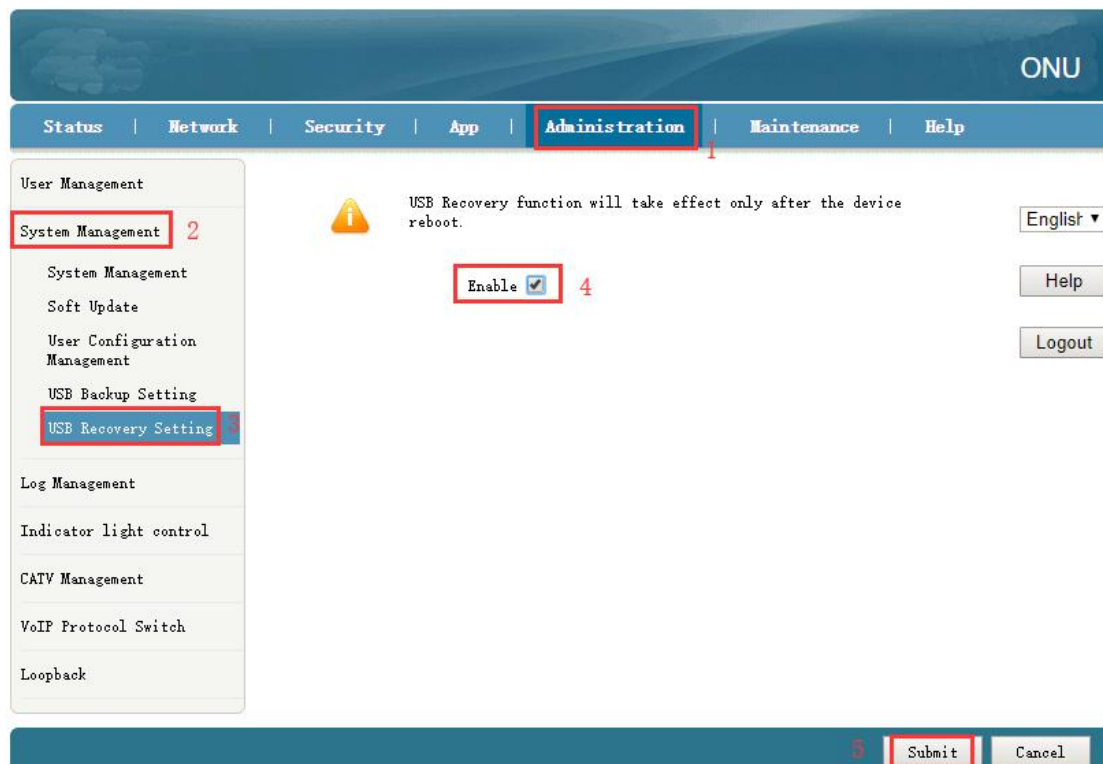 ONU
Status | Network | Security | App | Administration | Maintenance | Help
1
User Management
System Management 2
System Management
Soft Update
User Configuration
Management
USB Backup Setting
USB Recovery Setting 3
Log Management
Indicator light control
CATV Management
VoIP Protocol Switch
Loopback
USB Recovery function will take effect only after the device
reboot.
Enable 4
English
Help
Logout
5 Submit Cancel